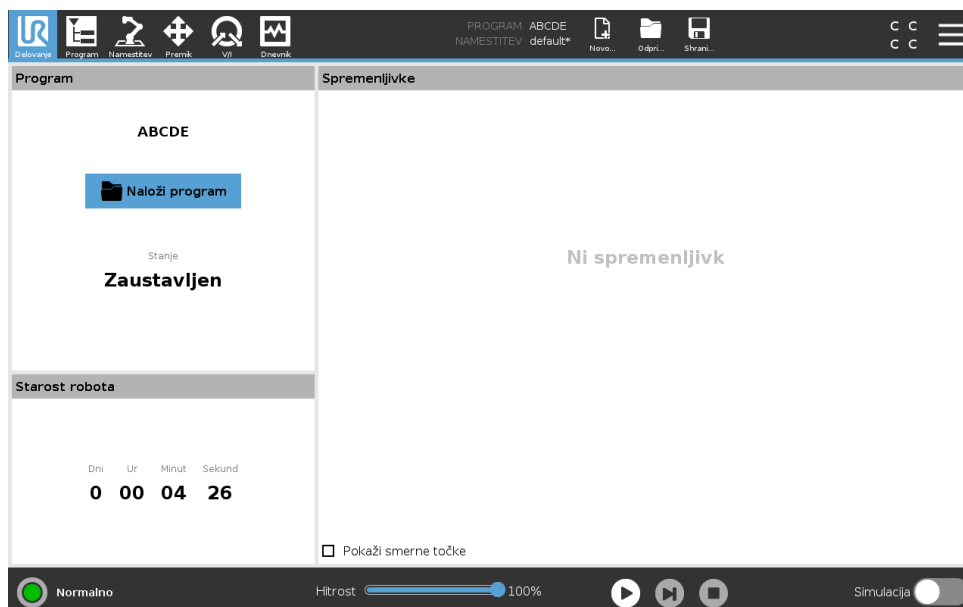 PROGRAM ABCDE
NAMESTITEV default*
C C
C C
Delovanje Program Namestitev Premik V/I Dnevnik Novo... Odpri... Shrani...
Program
Spremenljivke
ABCDE
Naloži program
Stanje
Zaustavljen
Ni spremenljivk
Starost robota
Dni Ur Minut Sekund
0 00 04 26
Pokaži smerne točke
Normalno
Hitrost 100%
Simulacija